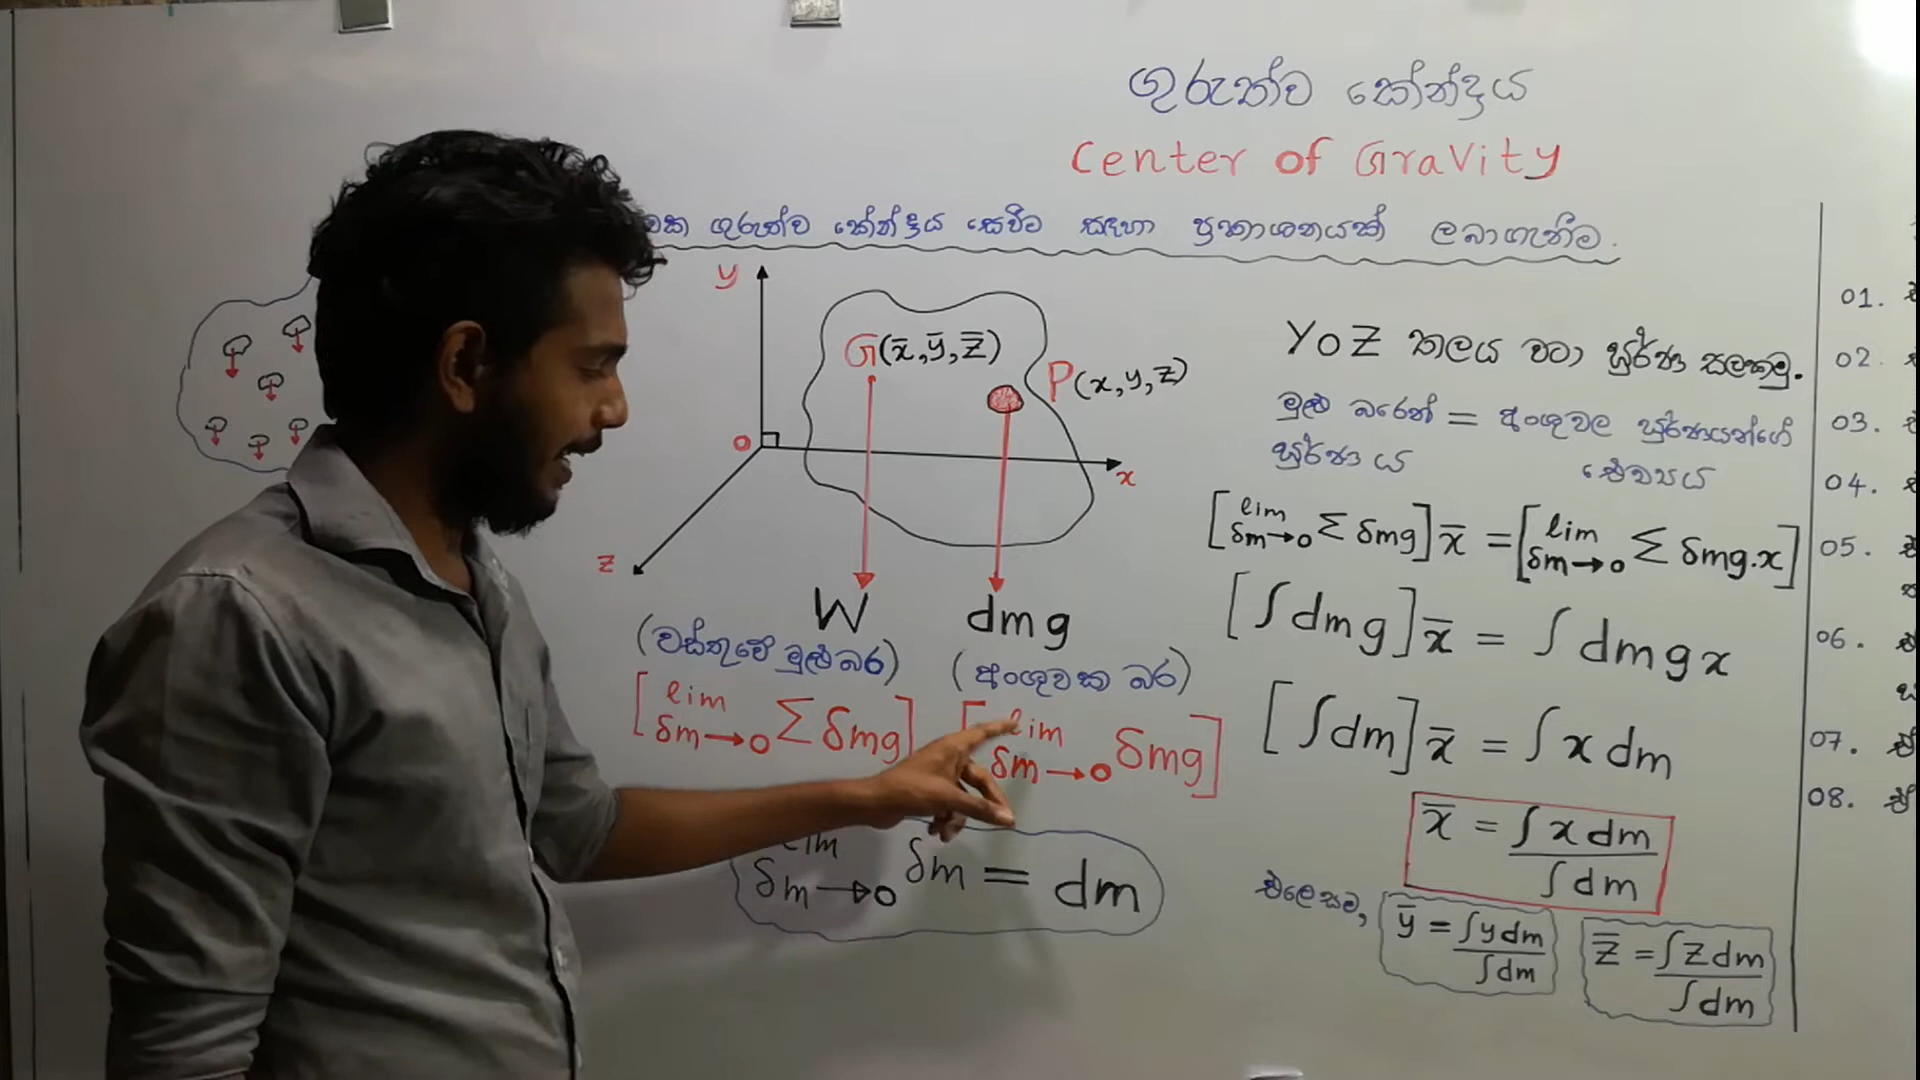 ගුරුත්ව කේන්ද්‍රය
Center of Gravity
ගුරුත්ව කේන්ද්‍රය සෙවීම සඳහා ප්‍රකාශනයක් ලබාගැනීම.
y
G(x̄, ȳ, z̄)
P(x, y, z)
o
x
z
W
dmg
(වස්තුවේ මුළු බර)
(අංශුවක බර)
[lim δm→0 Σ δmg]
[lim δm→0 δmg]
lim δm→0 δm = dm
YOZ තලය වටා ඝූර්ණ සලකමු.
මුළු බරෙන් = අංශුවල ඝූර්ණයන්ගේ
ඝූර්ණය ඓක්‍යය
[lim δm→0 Σ δmg] x̄ = [lim δm→0 Σ δmg.x]
[∫dmg] x̄ = ∫dmgx
[∫dm] x̄ = ∫x dm
x̄ = ∫x dm / ∫dm
එලෙසම, ȳ = ∫y dm / ∫dm z̄ = ∫z dm / ∫dm
01.
02.
03.
04.
05.
06.
07.
08.